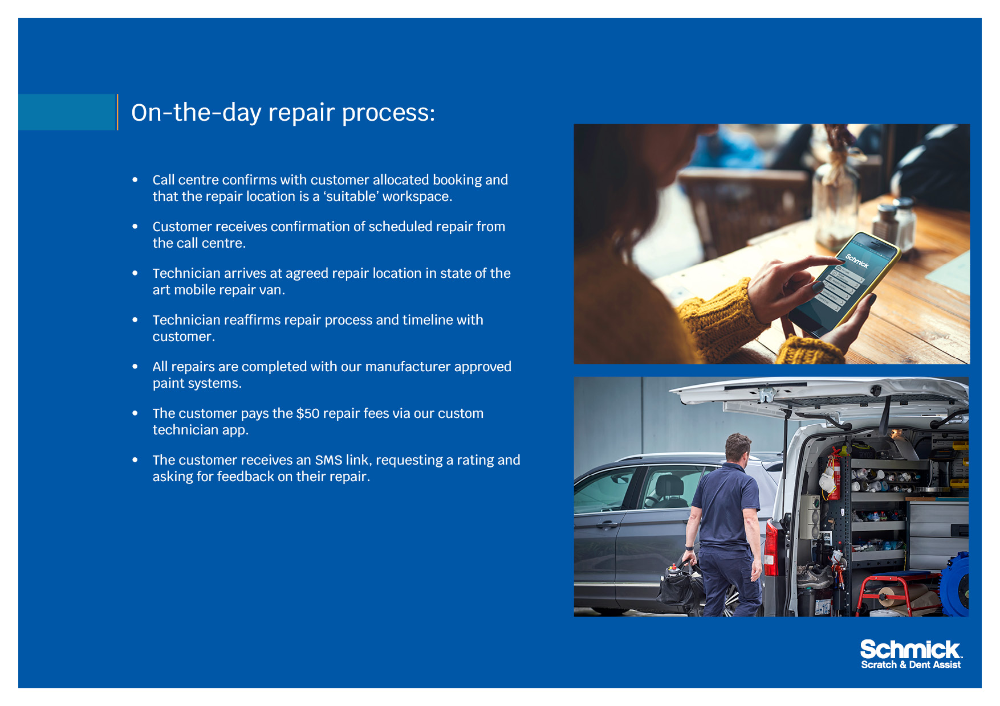 On-the-day repair process:
• Call centre confirms with customer allocated booking and
that the repair location is a ‘suitable’ workspace.
• Customer receives confirmation of scheduled repair from
the call centre.
• Technician arrives at agreed repair location in state of the
art mobile repair van.
• Technician reaffirms repair process and timeline with
customer.
• All repairs are completed with our manufacturer approved
paint systems.
• The customer pays the $50 repair fees via our custom
technician app.
• The customer receives an SMS link, requesting a rating and
asking for feedback on their repair.
Schmick
Schmick
Scratch & Dent Assist